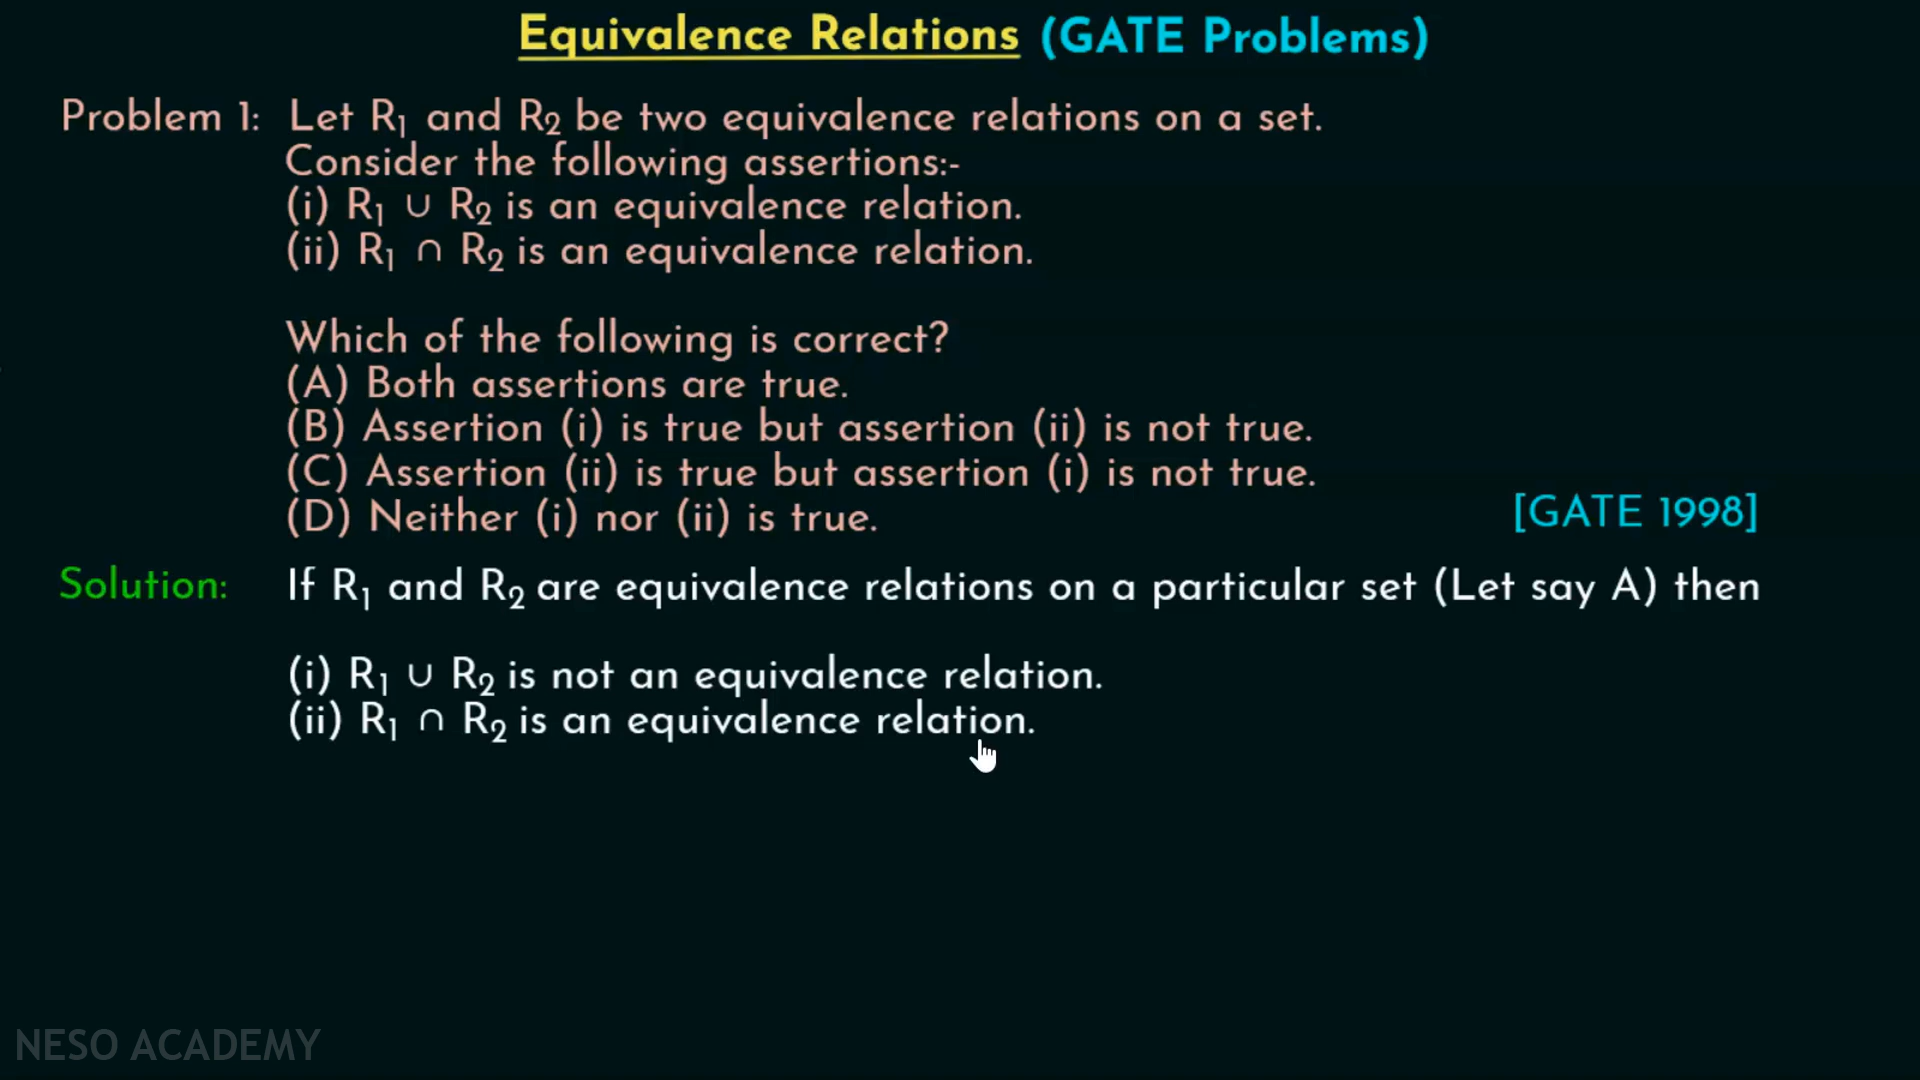 Equivalence Relations (GATE Problems)
Problem 1: Let R₁ and R₂ be two equivalence relations on a set.
Consider the following assertions:-
(i) R₁ ∪ R₂ is an equivalence relation.
(ii) R₁ ∩ R₂ is an equivalence relation.
Which of the following is correct?
(A) Both assertions are true.
(B) Assertion (i) is true but assertion (ii) is not true.
(C) Assertion (ii) is true but assertion (i) is not true.
(D) Neither (i) nor (ii) is true.
[GATE 1998]
Solution: If R₁ and R₂ are equivalence relations on a particular set (Let say A) then
(i) R₁ ∪ R₂ is not an equivalence relation.
(ii) R₁ ∩ R₂ is an equivalence relation.
NESO ACADEMY